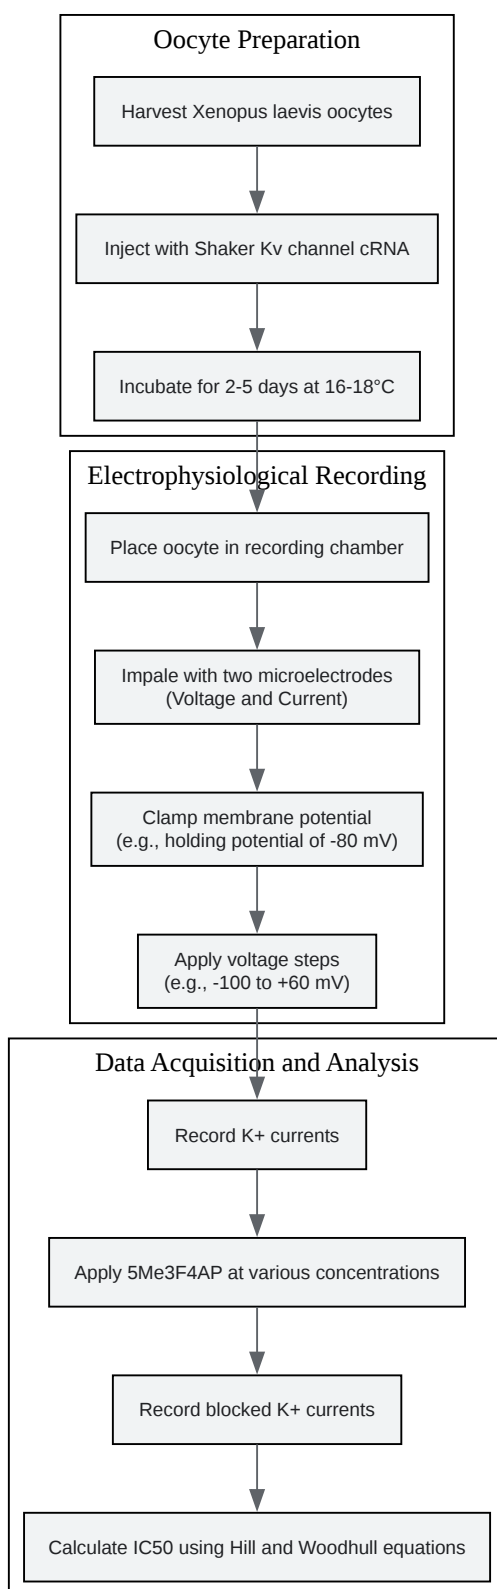 Oocyte Preparation
Harvest Xenopus laevis oocytes
Inject with Shaker Kv channel cRNA
Incubate for 2-5 days at 16-18°C
Electrophysiological Recording
Place oocyte in recording chamber
Impale with two microelectrodes
(Voltage and Current)
Clamp membrane potential
(e.g., holding potential of -80 mV)
Apply voltage steps
(e.g., -100 to +60 mV)
Data Acquisition and Analysis
Record K+ currents
Apply 5Me3F4AP at various concentrations
Record blocked K+ currents
Calculate IC50 using Hill and Woodhull equations